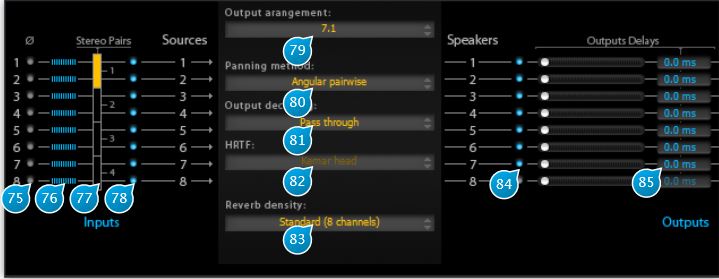 Output arangement:
7.1
79
Ø
Stereo Pairs
Sources
Speakers
Outputs Delays
Panning method:
Angular pairwise
80
Output
Pass through
81
HRTF:
Kemar head
82
Reverb density:
Standard (8 channels)
83
1
1
1
1
0.0 ms
2
2
2
0.0 ms
3
2
3
3
0.0 ms
4
4
4
0.0 ms
5
3
5
5
0.0 ms
6
6
6
0.0 ms
7
4
7
7
0.0 ms
8
8
8
0.0 ms
75
76
77
78
84
85
Inputs
Outputs